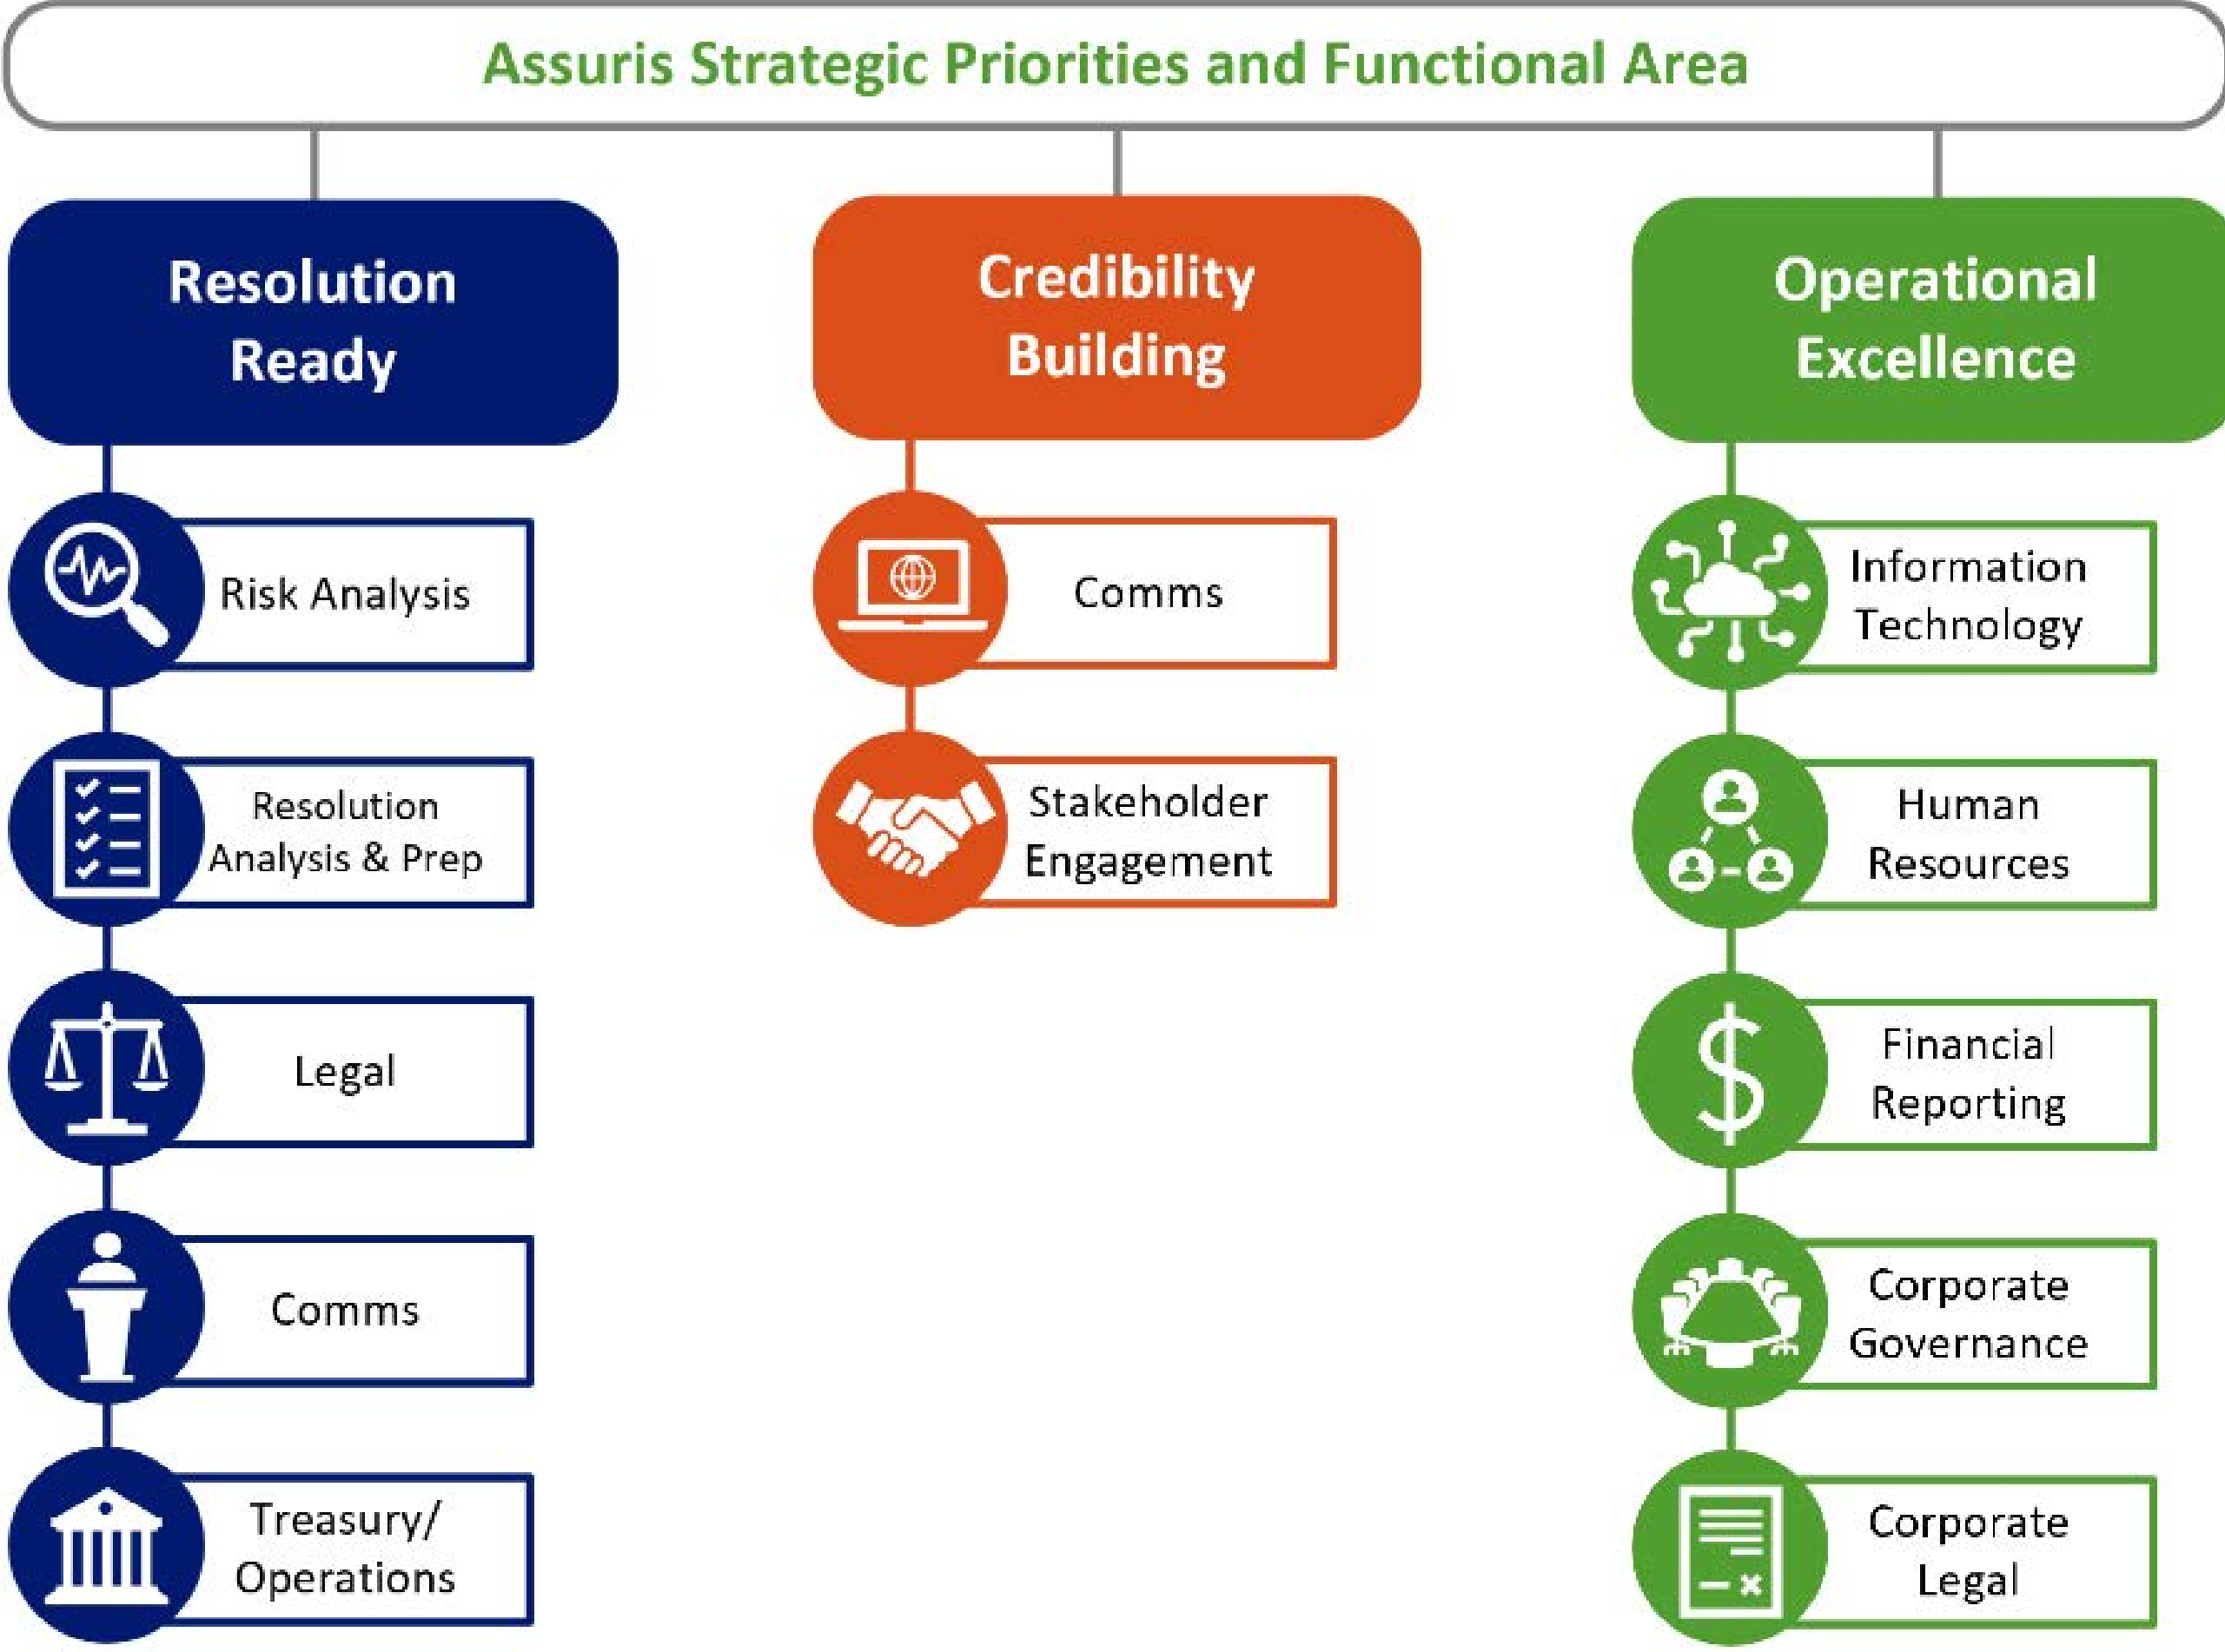 Assuris Strategic Priorities and Functional Area
Resolution
Ready
Risk Analysis
Resolution
Analysis & Prep
Legal
Comms
Treasury/
Operations
Credibility
Building
Comms
Stakeholder
Engagement
Operational
Excellence
Information
Technology
Human
Resources
Financial
Reporting
Corporate
Governance
Corporate
Legal